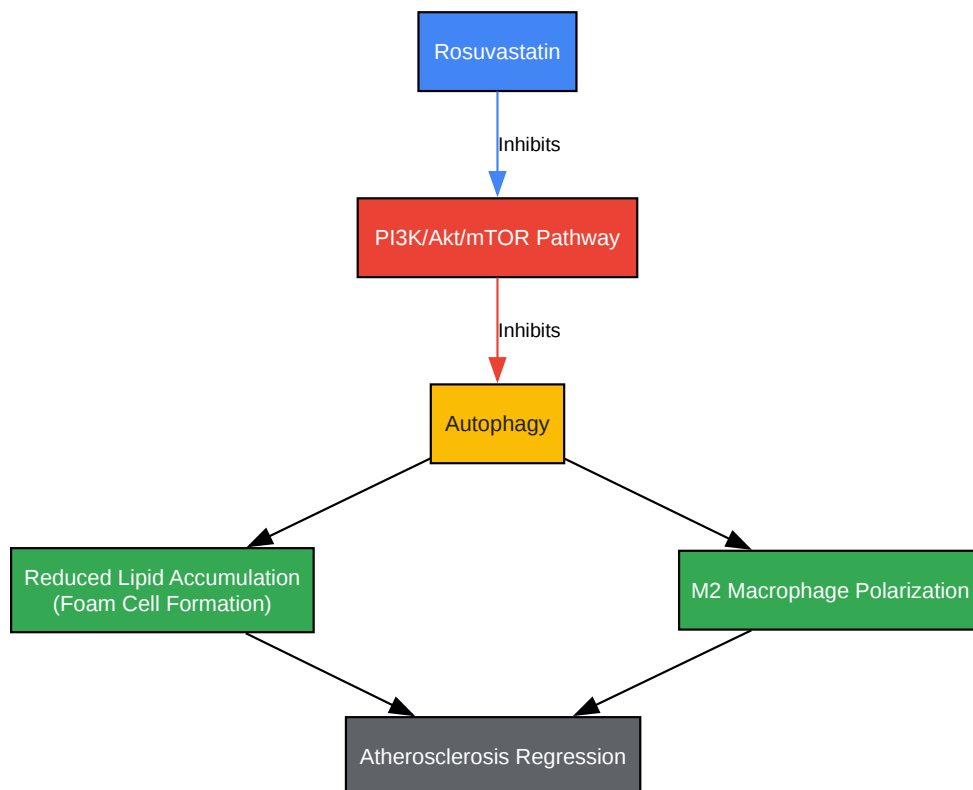 Rosuvastatin
Inhibits
PI3K/Akt/mTOR Pathway
Inhibits
Autophagy
Reduced Lipid Accumulation
(Foam Cell Formation)
M2 Macrophage Polarization
Atherosclerosis Regression